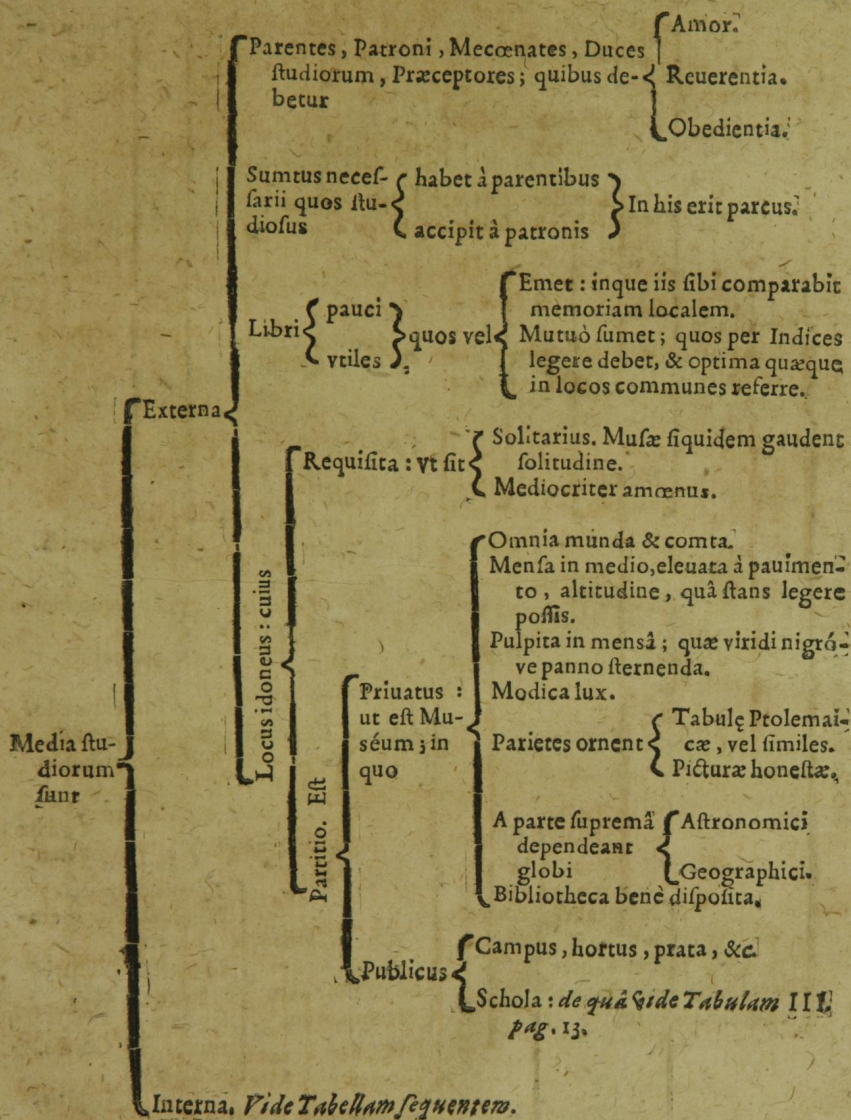 Parentes, Patroni, Mecœnates, Duces
ſtudiorum, Præceptores; quibus de-
betur
Amor.
Reuerentia.
Obedientia.
Sumtus neceſ-
ſarii quos ſtu-
dioſus
habet à parentibus
accipit à patronis
In his erit parcus.
Libri
pauci
vtiles
quos vel
Emet: inque iis ſibi comparabit
memoriam localem.
Mutuò ſumet; quos per Indices
legere debet, & optima quæque
in locos communes referre.
Externa
Requiſita: vt ſit
Solitarius. Muſæ ſiquidem gaudent
ſolitudine.
Mediocriter amœnus.
Locus idoneus: cuius
Partitio. Eſt
Priuatus:
ut eſt Mu-
séum; in
quo
Omnia munda & comta.
Menſa in medio, eleuata à pauimen-
to, altitudine, quâ ſtans legere
poſſis.
Pulpita in mensâ; quæ viridi nigró-
ve panno ſternenda.
Modica lux.
Parietes ornent
Tabulę Ptolemai-
cæ, vel ſimiles.
Picturæ honeſtæ.
A parte ſupremâ
dependeant
globi
Aſtronomici
Geographici.
Bibliotheca benè diſpoſita.
Publicus
Campus, hortus, prata, &c.
Schola: de quâ vide Tabulam III.
pag. 13.
Media ſtu-
diorum
ſunt
Interna. Vide Tabellam ſequentem.